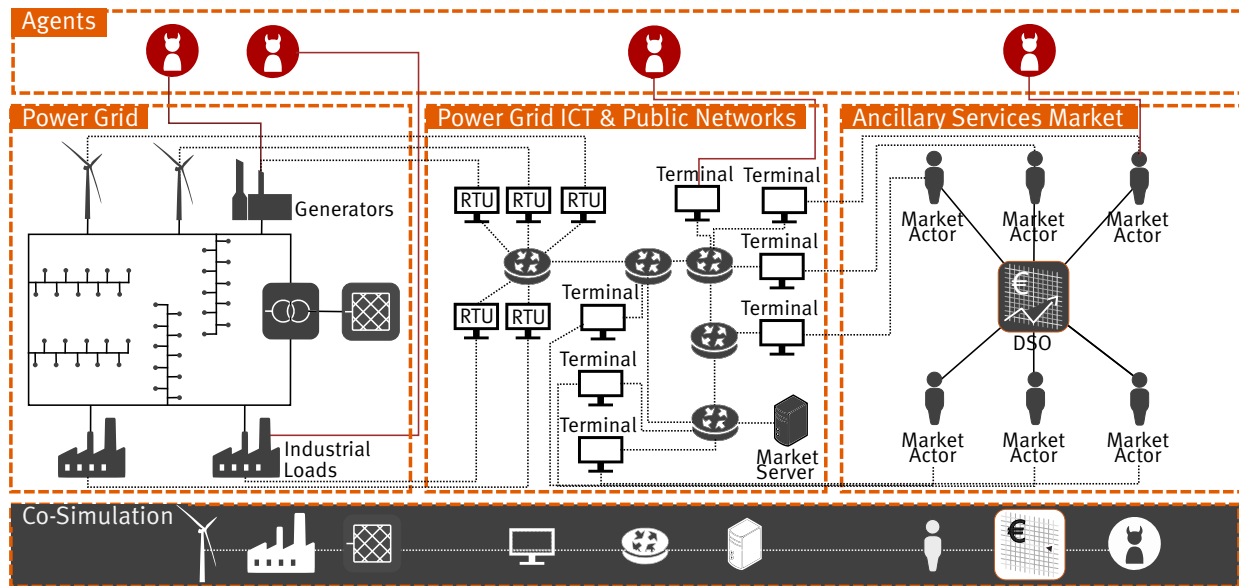 Agents
Power Grid
Power Grid ICT & Public Networks
Ancillary Services Market
Generators
RTU
RTU
RTU
Terminal
Terminal
Terminal
Terminal
Terminal
Terminal
Terminal
RTU
RTU
Market
Actor
Market
Actor
Market
Actor
€
DSO
Industrial
Loads
Market
Server
Market
Actor
Market
Actor
Market
Actor
Co-Simulation
€